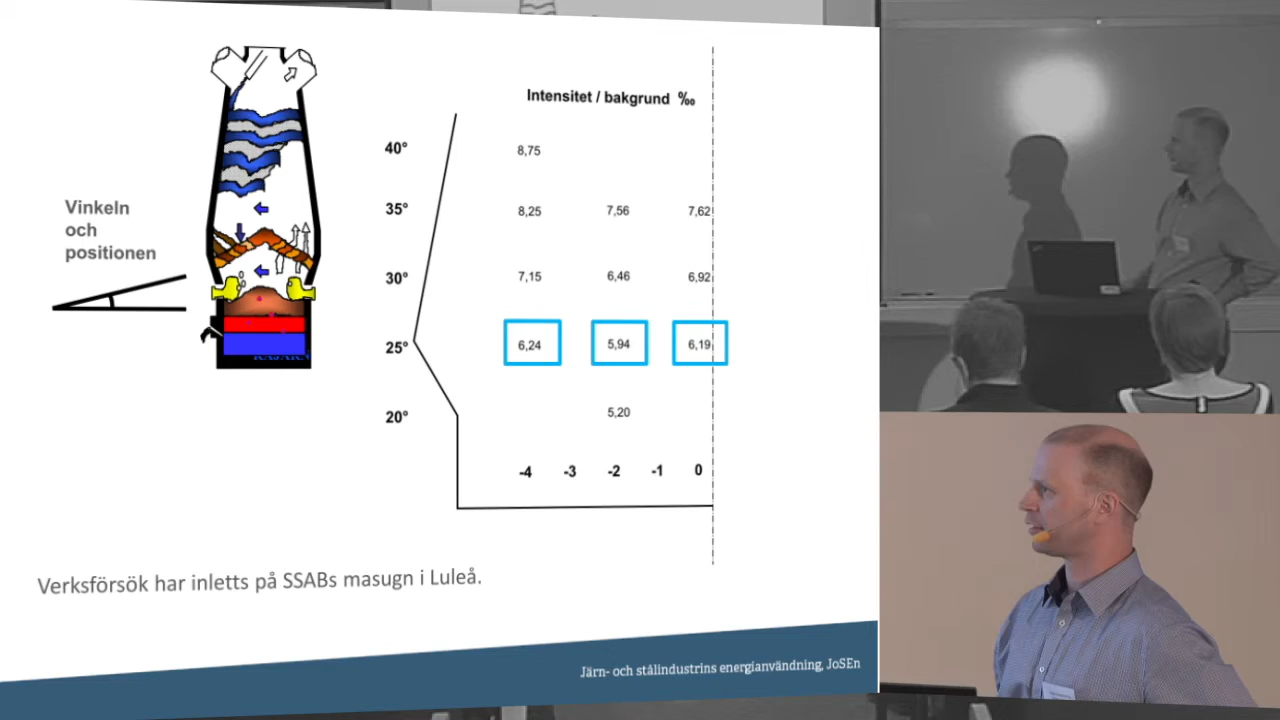 Vinkeln
och
positionen
Intensitet / bakgrund ‰
40° 8,75
35° 8,25 7,56 7,62
30° 7,15 6,46 6,92
25° 6,24 5,94 6,19
20° 5,20
-4 -3 -2 -1 0
Verksförsök har inletts på SSABs masugn i Luleå.
Järn- och stålindustrins energianvändning, JoSEn